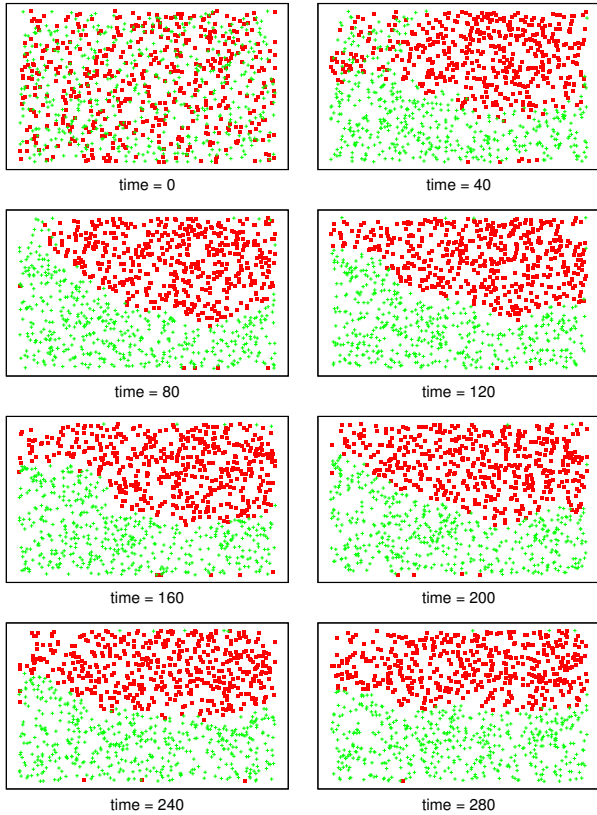 time = 0
time = 40
time = 80
time = 120
time = 160
time = 200
time = 240
time = 280